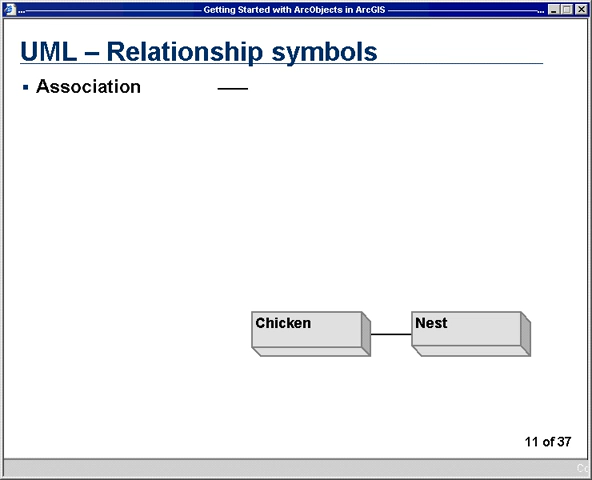 Getting Started with ArcObjects in ArcGIS
UML – Relationship symbols
▪ Association
Chicken
Nest
11 of 37